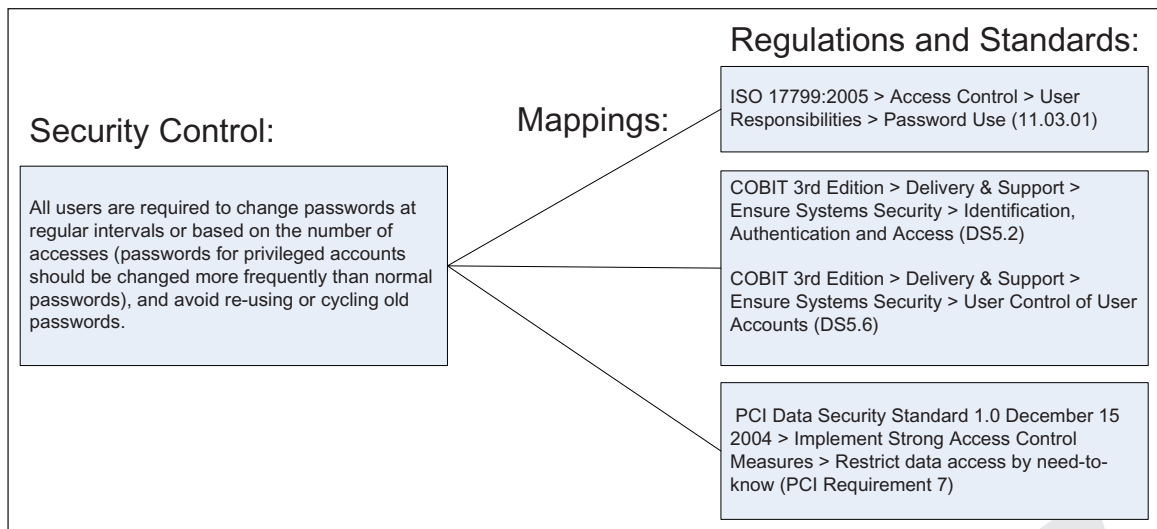 Regulations and Standards:
Security Control:
Mappings:
All users are required to change passwords at
regular intervals or based on the number of
accesses (passwords for privileged accounts
should be changed more frequently than normal
passwords), and avoid re-using or cycling old
passwords.
ISO 17799:2005 > Access Control > User
Responsibilities > Password Use (11.03.01)
COBIT 3rd Edition > Delivery & Support >
Ensure Systems Security > Identification,
Authentication and Access (DS5.2)
COBIT 3rd Edition > Delivery & Support >
Ensure Systems Security > User Control of User
Accounts (DS5.6)
PCI Data Security Standard 1.0 December 15
2004 > Implement Strong Access Control
Measures > Restrict data access by need-to-
know (PCI Requirement 7)